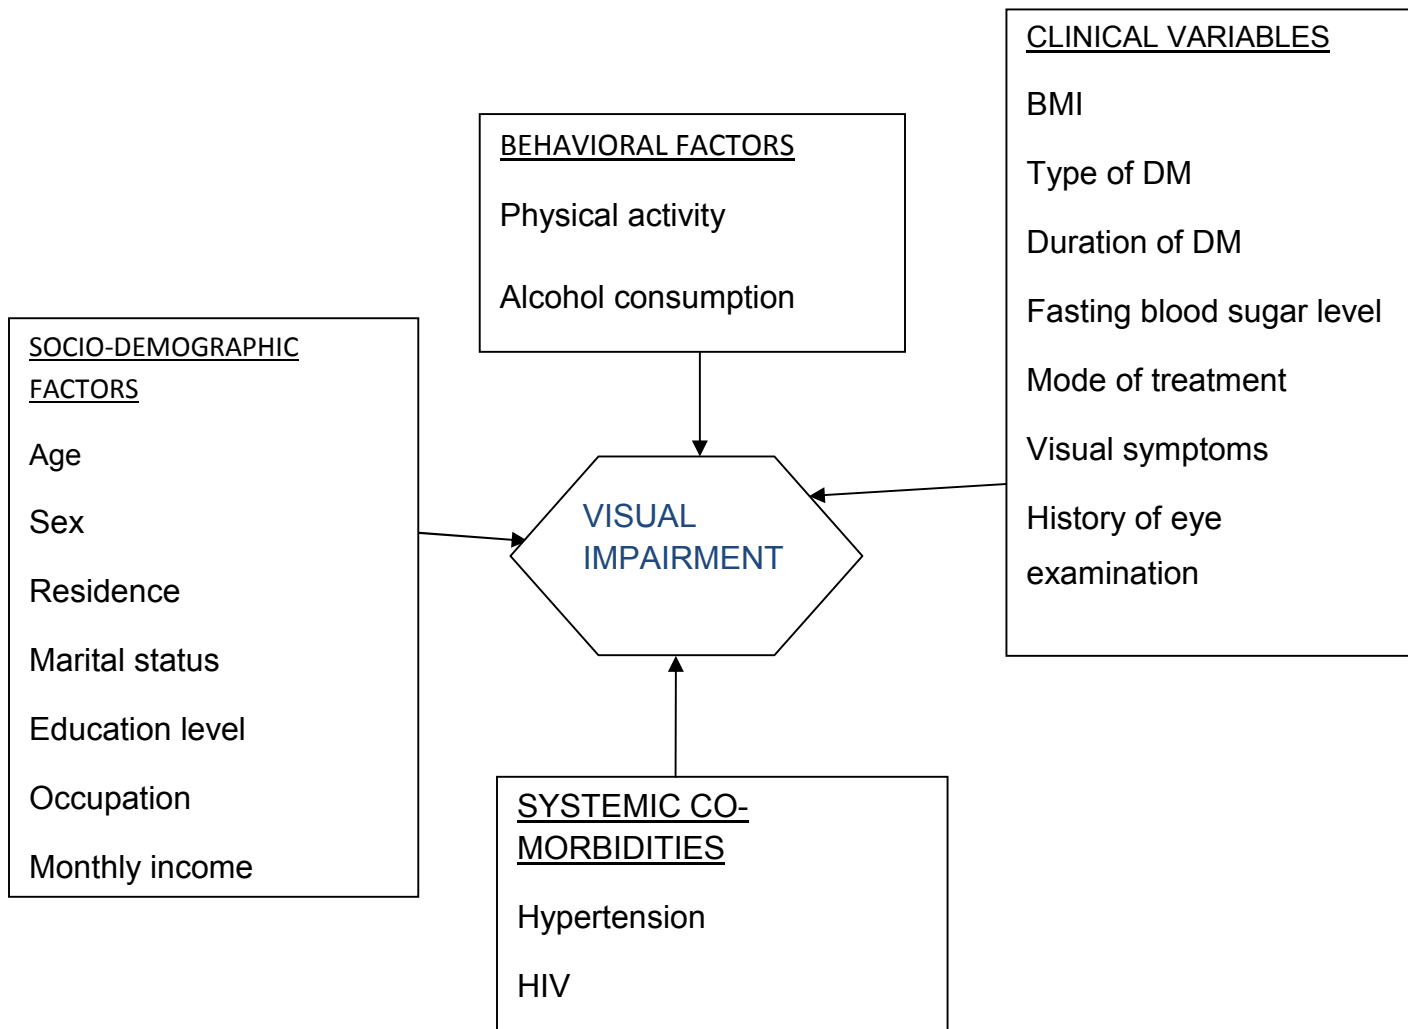 CLINICAL VARIABLES
BMI
Type of DM
Duration of DM
Fasting blood sugar level
Mode of treatment
Visual symptoms
History of eye
examination
BEHAVIORAL FACTORS
Physical activity
Alcohol consumption
SOCIO-DEMOGRAPHIC
FACTORS
Age
Sex
Residence
Marital status
Education level
Occupation
Monthly income
VISUAL
IMPAIRMENT
SYSTEMIC CO-
MORBIDITIES
Hypertension
HIV